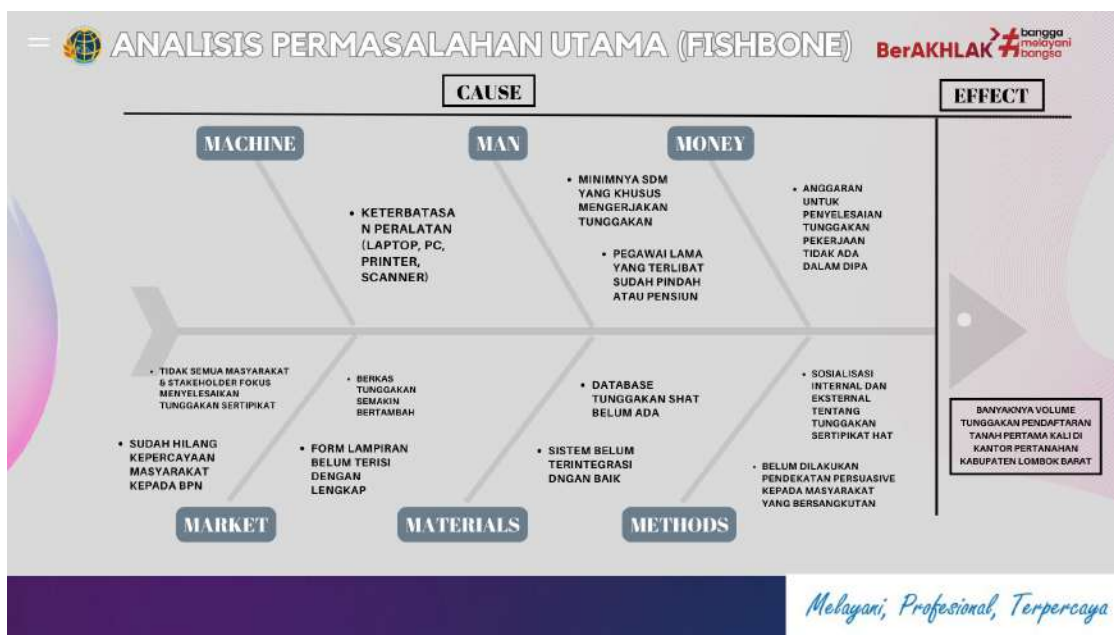 ANALISIS PERMASALAHAN UTAMA (FISHBONE)
BerAKHLAK
#bangga
melayani
bangsa
CAUSE
EFFECT
MACHINE
MAN
MONEY
• KETERBATASA
N PERALATAN
(LAPTOP, PC,
PRINTER,
SCANNER)
• MINIMNYA SDM
YANG KHUSUS
MENGERJAKAN
TUNGGAKAN
• PEGAWAI LAMA
YANG TERLIBAT
SUDAH PINDAH
ATAU PENSIUN
• ANGGARAN
UNTUK
PENYELESAIAN
TUNGGAKAN
PEKERJAAN
TIDAK ADA
DALAM DIPA
• TIDAK SEMUA MASYARAKAT
& STAKEHOLDER FOKUS
MENYELESAIKAN
TUNGGAKAN SERTIPIKAT
• SUDAH HILANG
KEPERCAYAAN
MASYARAKAT
KEPADA BPN
• BERKAS
TUNGGAKAN
SEMAKIN
BERTAMBAH
• FORM LAMPIRAN
BELUM TERISI
DENGAN
LENGKAP
• DATABASE
TUNGGAKAN SHAT
BELUM ADA
• SISTEM BELUM
TERINTEGRASI
DNGAN BAIK
• SOSIALISASI
INTERNAL DAN
EKSTERNAL
TENTANG
TUNGGAKAN
SERTIPIKAT HAT
• BELUM DILAKUKAN
PENDEKATAN PERSUASIVE
KEPADA MASYARAKAT
YANG BERSANGKUTAN
BANYAKNYA VOLUME
TUNGGAKAN PENDAFTARAN
TANAH PERTAMA KALI DI
KANTOR PERTANAHAN
KABUPATEN LOMBOK BARAT
MARKET
MATERIALS
METHODS
Melayani, Profesional, Terpercaya